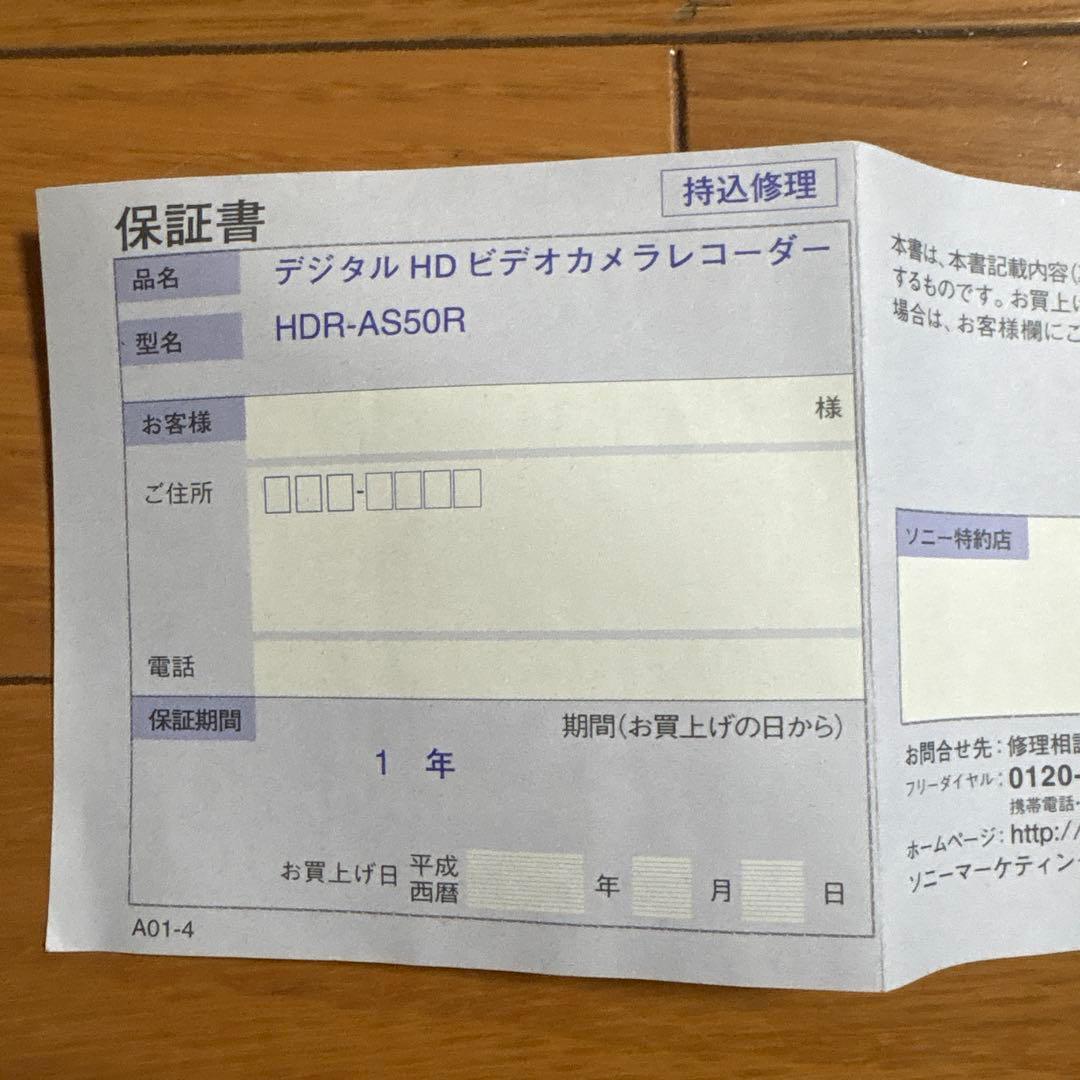 保証書
持込修理
品名 デジタル HD ビデオカメラレコーダー
型名 HDR-AS50R
お客様 様
ご住所 -
電話
保証期間 期間(お買上げの日から)
1 年
お買上げ日 平成 西暦 年 月 日
A01-4
本書は、本書記載内容(
するものです。お買上げ
場合は、お客様欄にご
ソニー特約店
お問合せ先:修理相談
フリーダイヤル:0120-
携帯電話・
ホームページ:http://
ソニーマーケティング